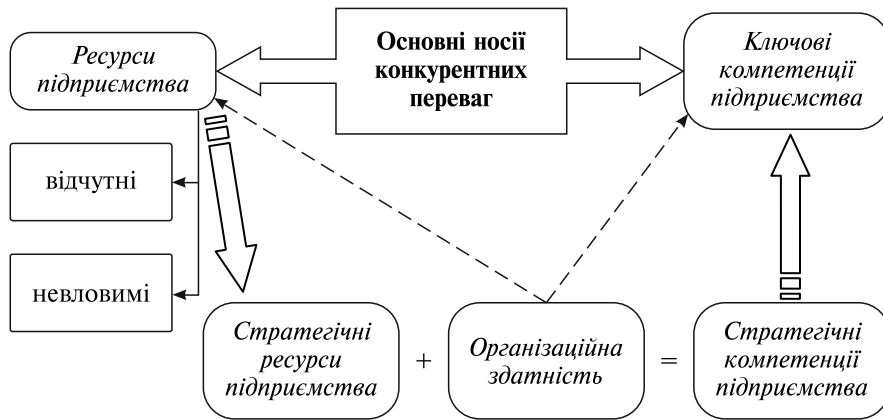 Ресурси
підприємства
Основні носії
конкурентних
переваг
Ключові
компетенції
підприємства
відчутні
невловимі
Стратегічні
ресурси
підприємства
+
Організаційна
здатність
=
Стратегічні
компетенції
підприємства